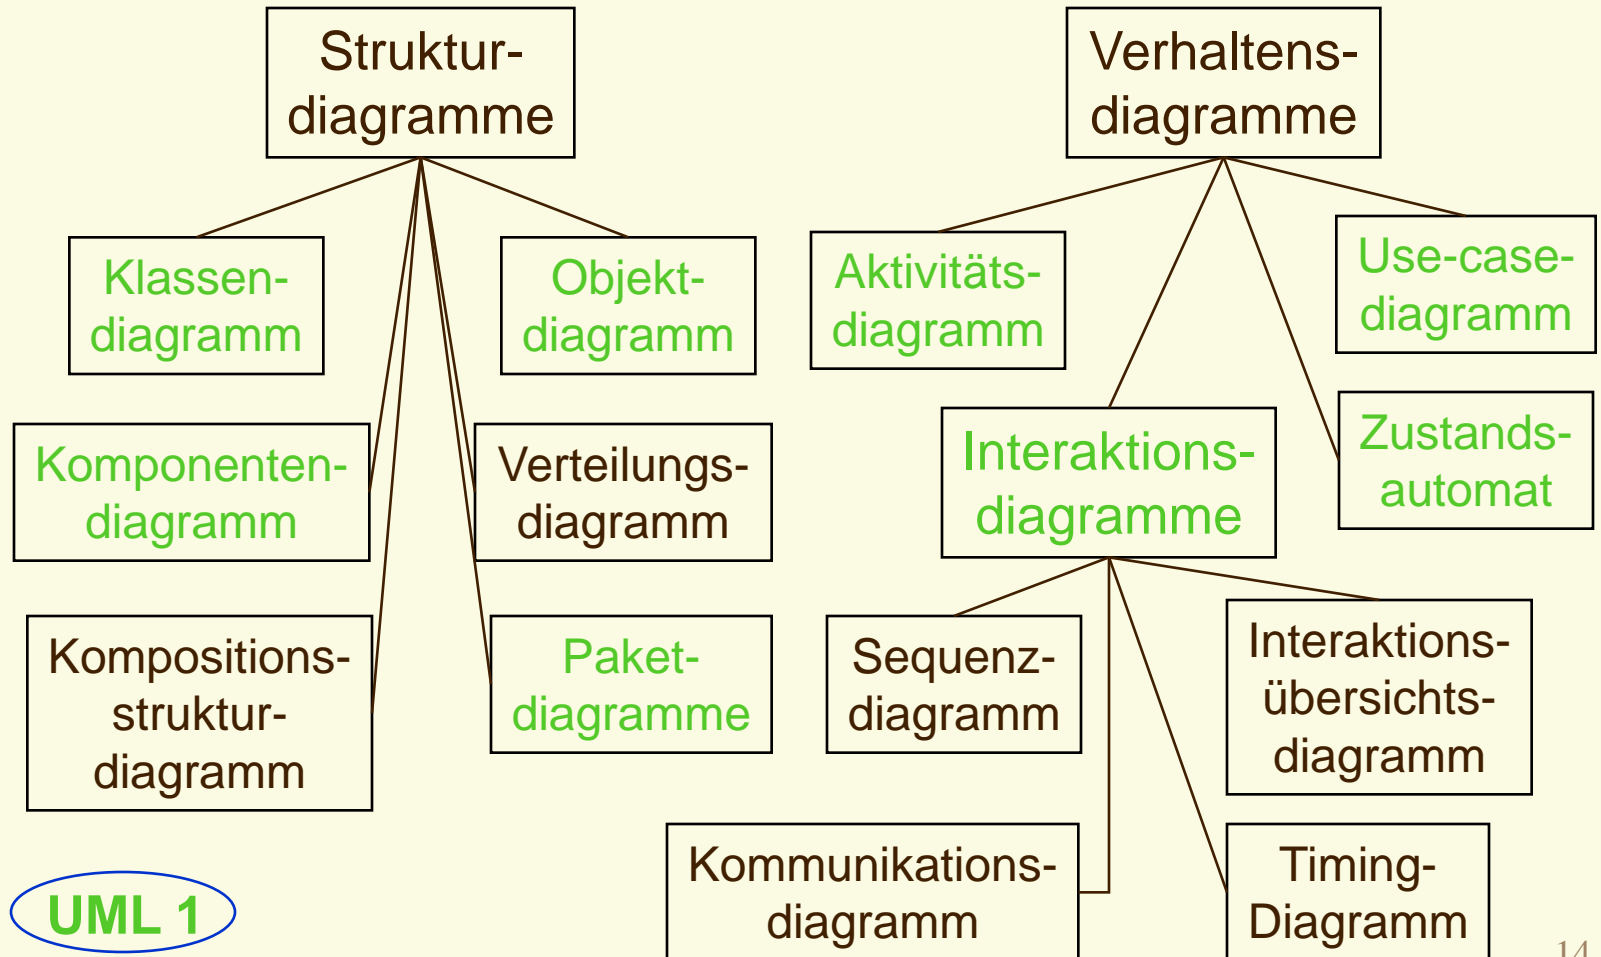 Struktur-
diagramme
Verhaltens-
diagramme
Klassen-
diagramm
Objekt-
diagramm
Aktivitäts-
diagramm
Use-case-
diagramm
Komponenten-
diagramm
Verteilungs-
diagramm
Interaktions-
diagramme
Zustands-
automat
Kompositions-
struktur-
diagramm
Paket-
diagramme
Sequenz-
diagramm
Interaktions-
übersichts-
diagramm
Kommunikations-
diagramm
Timing-
Diagramm
UML 1
14